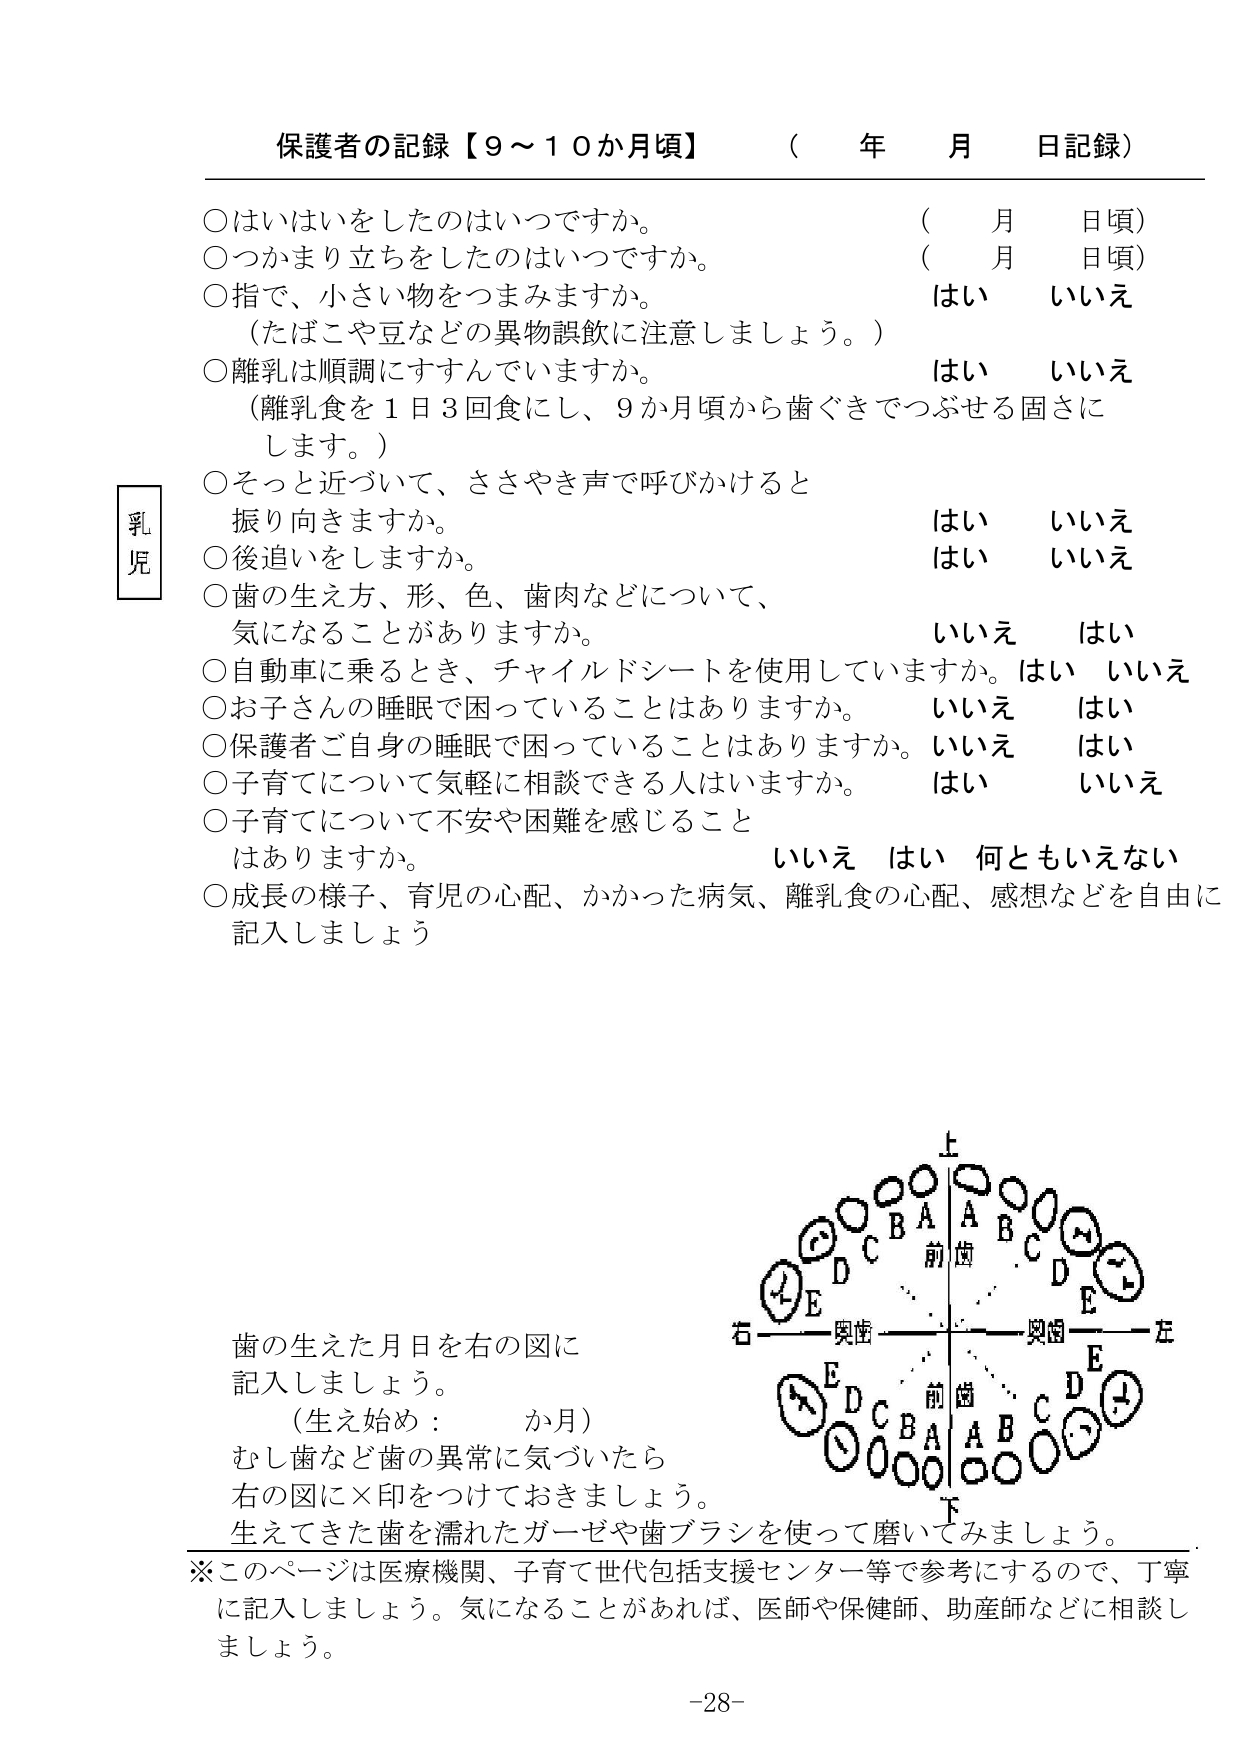 保護者の記録【９～１０か月頃】　（　年　月　日記録）
○はいはいをしたのはいつですか。　（　月　日頃）
○つかまり立ちをしたのはいつですか。　（　月　日頃）
○指で、小さい物をつまみますか。　はい　いいえ
（たばこや豆などの異物誤飲に注意しましょう。）
○離乳は順調にすすんでいますか。　はい　いいえ
（離乳食を１日３回食にし、９か月頃から歯ぐきでつぶせる固さに
します。）
○そっと近づいて、ささやき声で呼びかけると
振り向きますか。　はい　いいえ
乳児
○後追いをしますか。　はい　いいえ
○歯の生え方、形、色、歯肉などについて、
気になることがありますか。　いいえ　はい
○自動車に乗るとき、チャイルドシートを使用していますか。はい　いいえ
○お子さんの睡眠で困っていることはありますか。　いいえ　はい
○保護者ご自身の睡眠で困っていることはありますか。いいえ　はい
○子育てについて気軽に相談できる人はいますか。　はい　いいえ
○子育てについて不安や困難を感じること
はありますか。　いいえ　はい　何ともいえない
○成長の様子、育児の心配、かかった病気、離乳食の心配、感想などを自由に
記入しましょう
上
E D C B A A B C D E
前歯
右 奥歯 奥歯 左
E D C B A A B C D E
前歯
下
歯の生えた月日を右の図に
記入しましょう。
（生え始め：　か月）
むし歯など歯の異常に気づいたら
右の図に×印をつけておきましょう。
生えてきた歯を濡れたガーゼや歯ブラシを使って磨いてみましょう。
※このページは医療機関、子育て世代包括支援センター等で参考にするので、丁寧
に記入しましょう。気になることがあれば、医師や保健師、助産師などに相談し
ましょう。
-28-